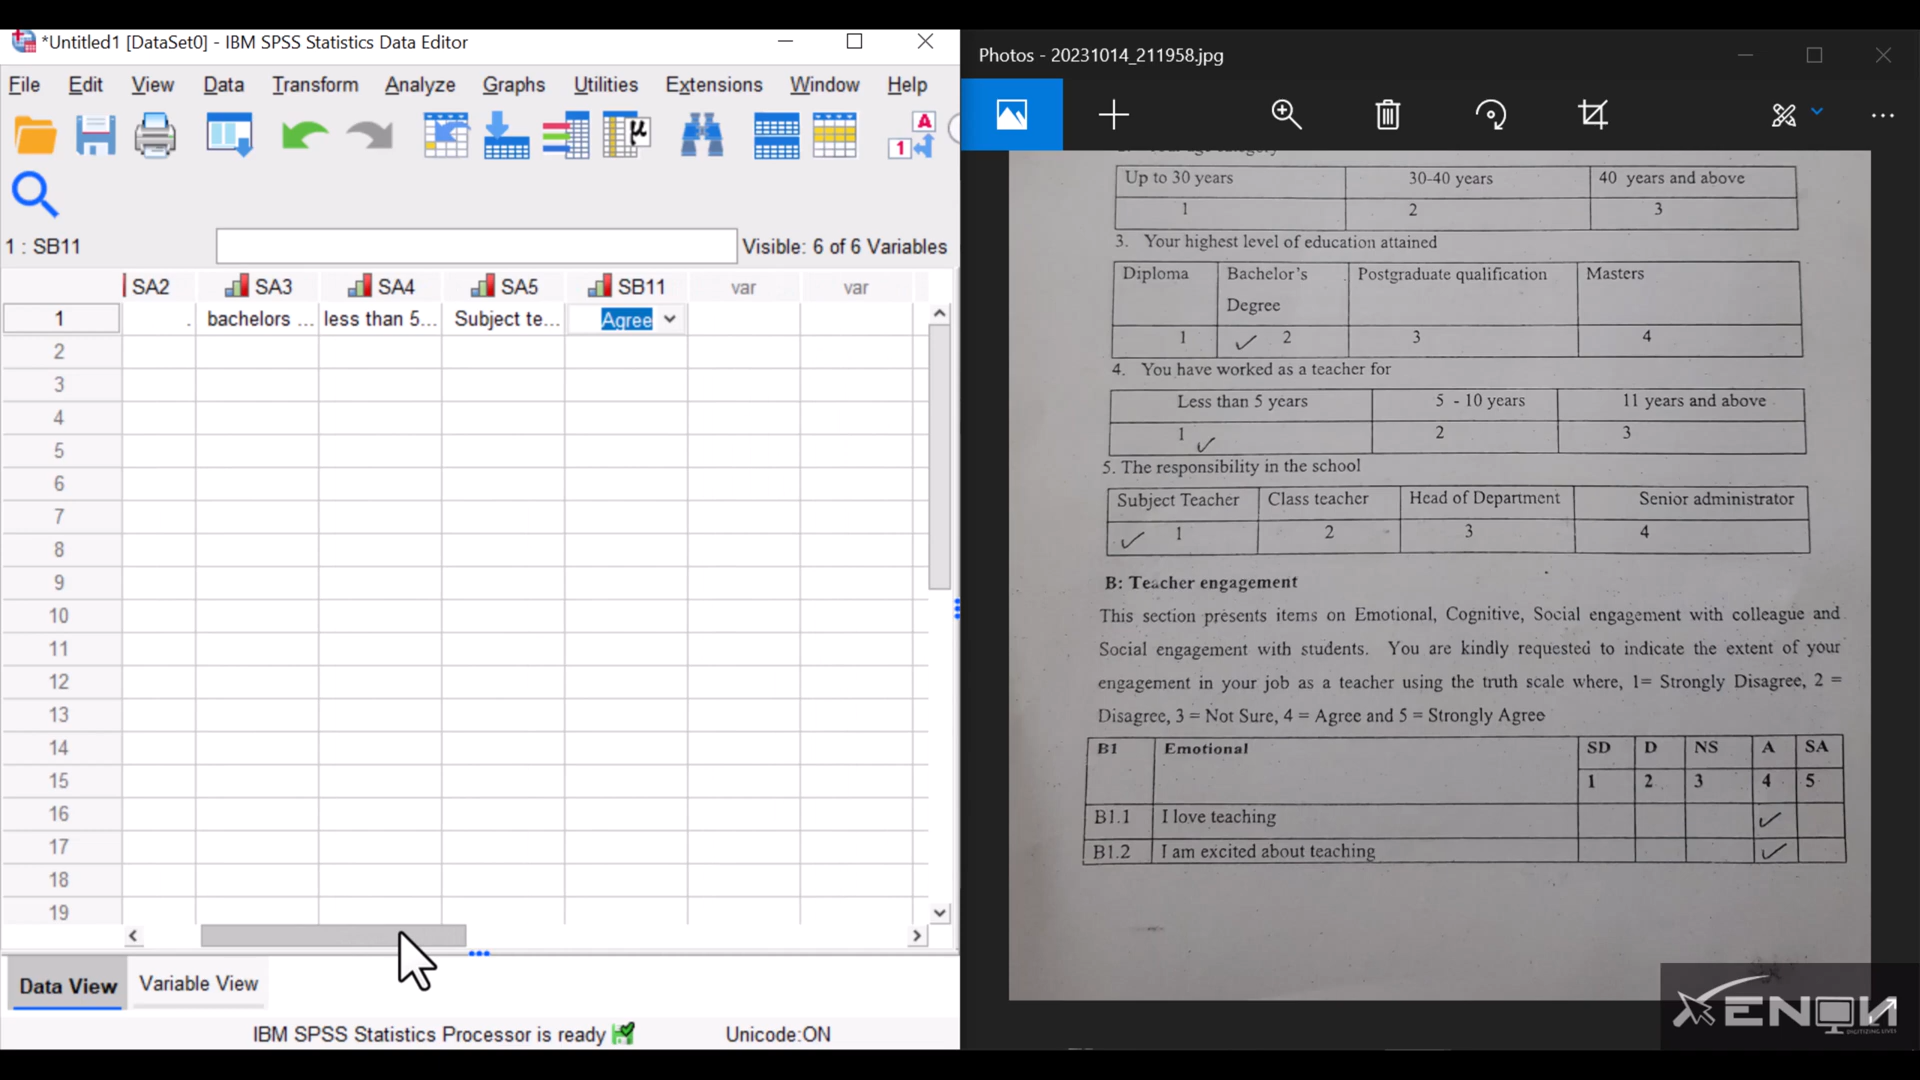 *Untitled1 [DataSet0] - IBM SPSS Statistics Data Editor
File Edit View Data Transform Analyze Graphs Utilities Extensions Window Help
1 : SB11
Visible: 6 of 6 Variables
SA2 SA3 SA4 SA5 SB11 var var
1 . bachelors ... less than 5... Subject te... Agree
2
3
4
5
6
7
8
9
10
11
12
13
14
15
16
17
18
19
Data View Variable View
IBM SPSS Statistics Processor is ready Unicode:ON
Photos - 20231014_211958.jpg
Up to 30 years 30-40 years 40 years and above
1 2 3
3. Your highest level of education attained
Diploma Bachelor's Postgraduate qualification Masters
Degree
1 2 3 4
4. You have worked as a teacher for
Less than 5 years 5 - 10 years 11 years and above
1 2 3
5. The responsibility in the school
Subject Teacher Class teacher Head of Department Senior administrator
1 2 3 4
B: Teacher engagement
This section presents items on Emotional, Cognitive, Social engagement with colleague and
Social engagement with students. You are kindly requested to indicate the extent of your
engagement in your job as a teacher using the truth scale where, 1= Strongly Disagree, 2 =
Disagree, 3 = Not Sure, 4 = Agree and 5 = Strongly Agree
B1 Emotional SD D NS A SA
1 2 3 4 5
B1.1 I love teaching
B1.2 I am excited about teaching
XENON